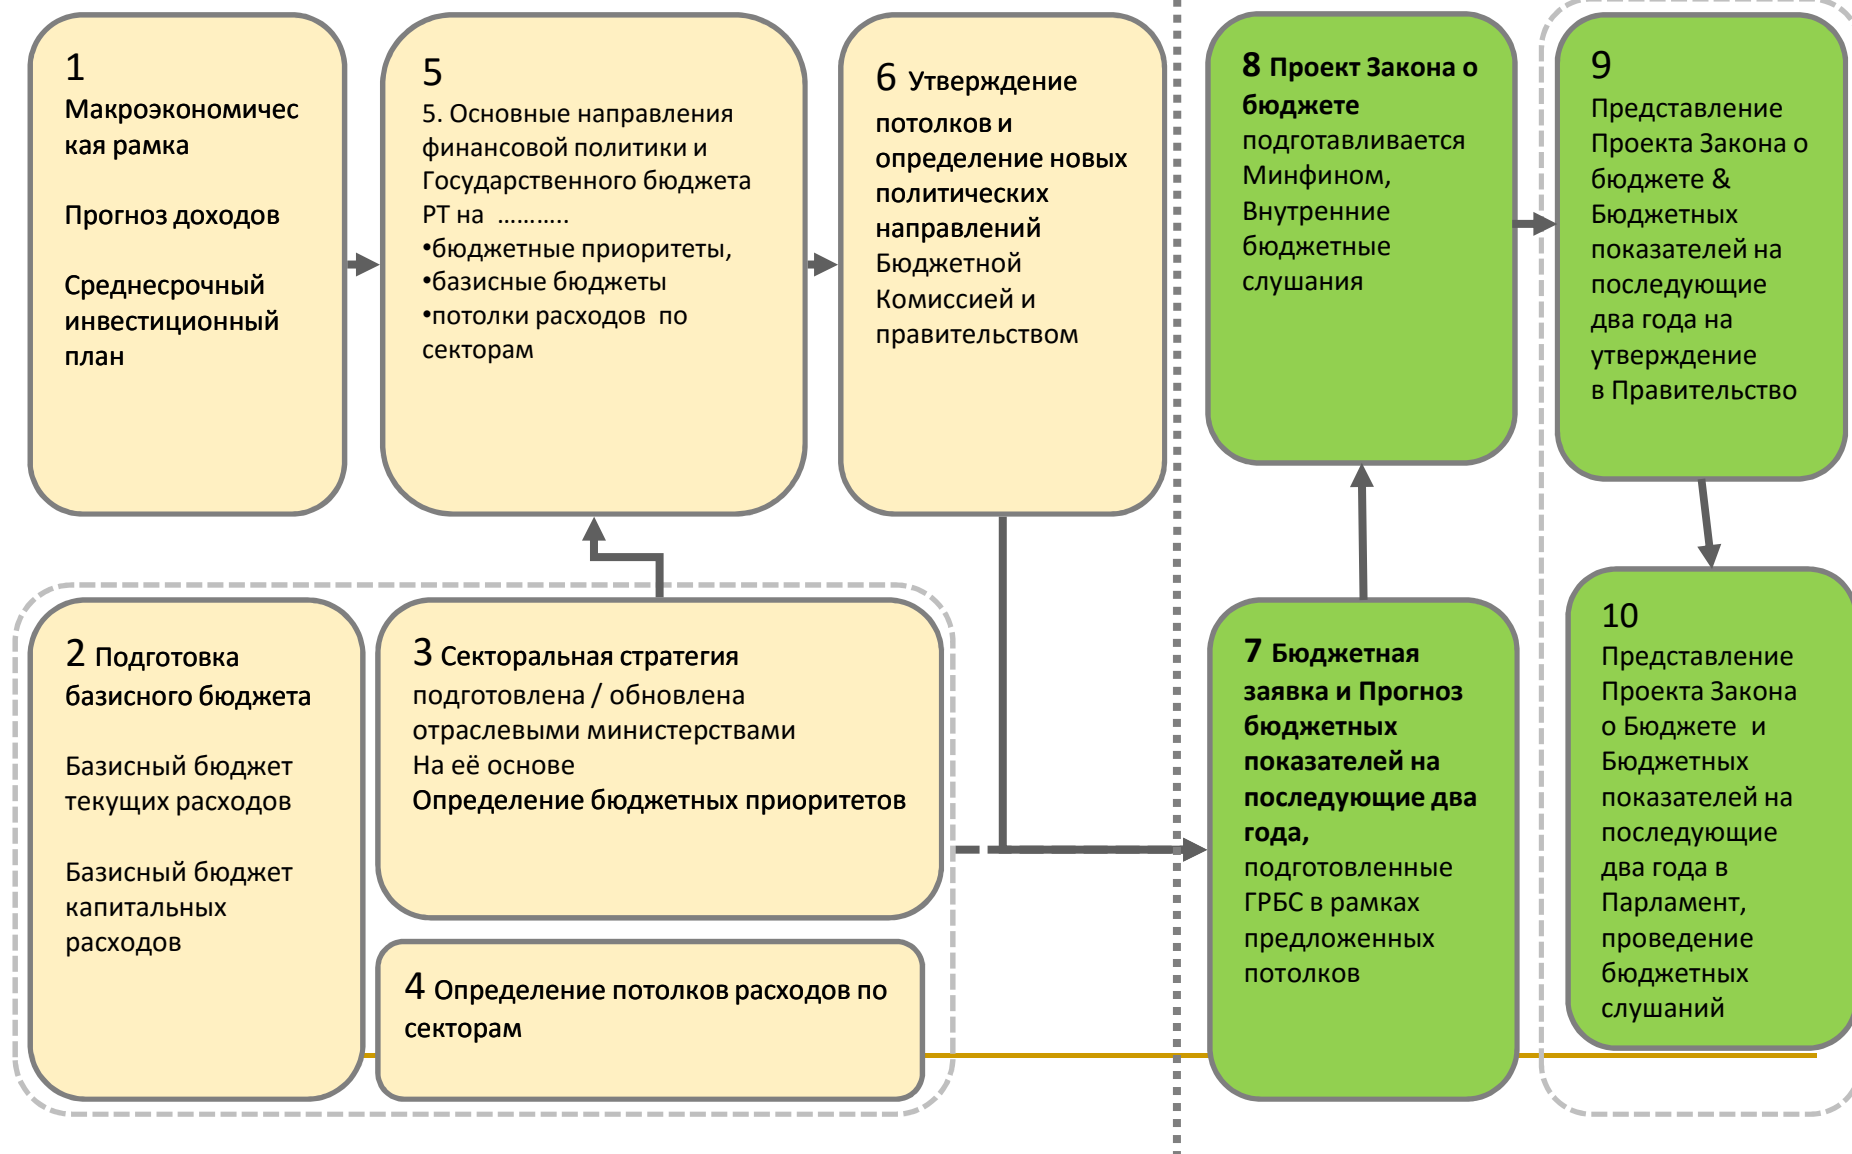 1
Макроэкономичес
кая рамка
Прогноз доходов
Среднесрочный
инвестиционный
план
5
5. Основные направления
финансовой политики и
Государственного бюджета
РТ на ...........
•бюджетные приоритеты,
•базисные бюджеты
•потолки расходов по
секторам
6 Утверждение
потолков и
определение новых
политических
направлений
Бюджетной
Комиссией и
правительством
8 Проект Закона о
бюджете
подготавливается
Минфином,
Внутренние
бюджетные
слушания
9
Представление
Проекта Закона о
бюджете &
Бюджетных
показателей на
последующие
два года на
утверждение
в Правительство
2 Подготовка
базисного бюджета
Базисный бюджет
текущих расходов
Базисный бюджет
капитальных
расходов
3 Секторальная стратегия
подготовлена / обновлена
отраслевыми министерствами
На её основе
Определение бюджетных приоритетов
4 Определение потолков расходов по
секторам
7 Бюджетная
заявка и Прогноз
бюджетных
показателей на
последующие два
года,
подготовленные
ГРБС в рамках
предложенных
потолков
10
Представление
Проекта Закона
о Бюджете и
Бюджетных
показателей на
последующие
два года в
Парламент,
проведение
бюджетных
слушаний